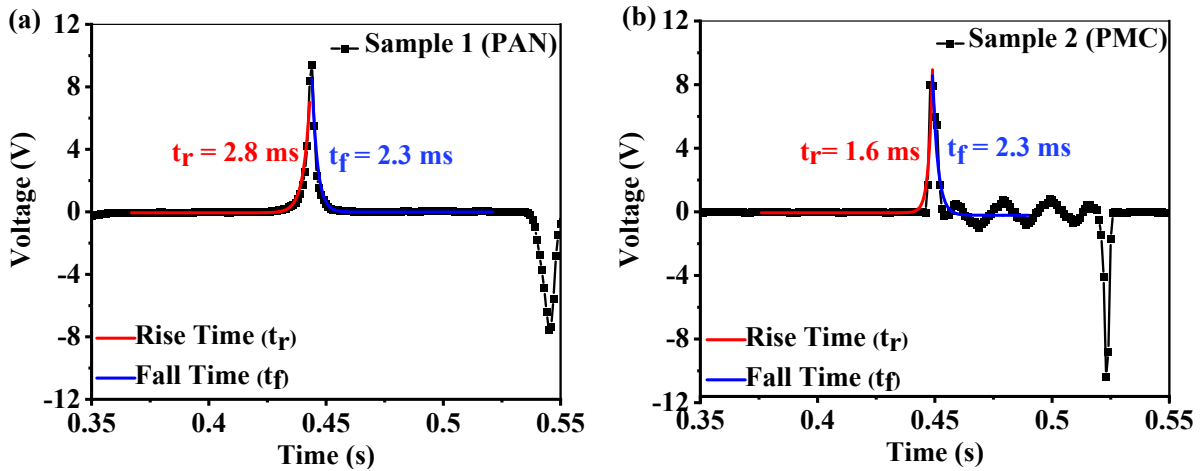 (a)
12
8
4
0
-4
-8
-12
Voltage (V)
Sample 1 (PAN)
tr = 2.8 ms
tf = 2.3 ms
Rise Time (tr)
Fall Time (tf)
0.35
0.4
0.45
0.5
0.55
Time (s)
(b)
12
8
4
0
-4
-8
-12
Voltage (V)
Sample 2 (PMC)
tr= 1.6 ms
tf = 2.3 ms
Rise Time (tr)
Fall Time (tf)
0.35
0.4
0.45
0.5
0.55
Time (s)